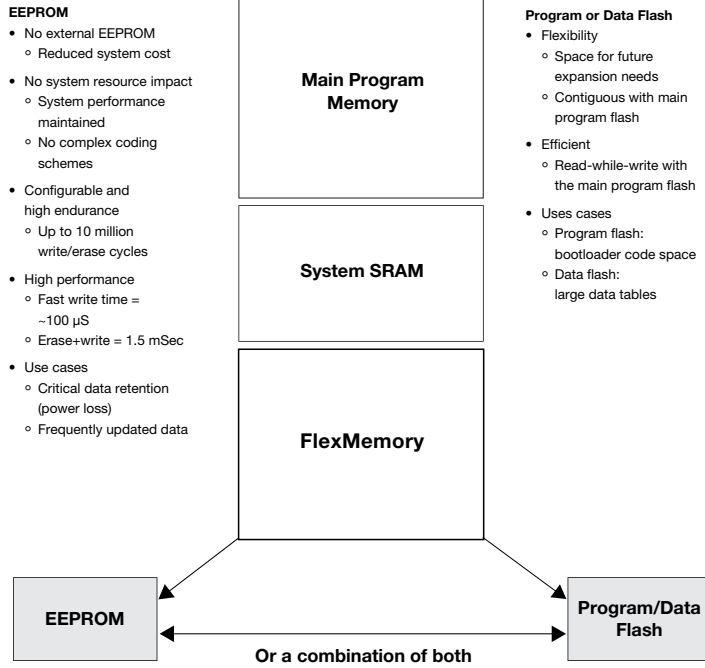 EEPROM
• No external EEPROM
○ Reduced system cost
• No system resource impact
○ System performance
maintained
○ No complex coding
schemes
• Configurable and
high endurance
○ Up to 10 million
write/erase cycles
• High performance
○ Fast write time =
~100 µS
○ Erase+write = 1.5 mSec
• Use cases
○ Critical data retention
(power loss)
○ Frequently updated data
Main Program
Memory
System SRAM
FlexMemory
Program or Data Flash
• Flexibility
○ Space for future
expansion needs
○ Contiguous with main
program flash
• Efficient
○ Read-while-write with
the main program flash
• Uses cases
○ Program flash:
bootloader code space
○ Data flash:
large data tables
EEPROM
Program/Data
Flash
Or a combination of both